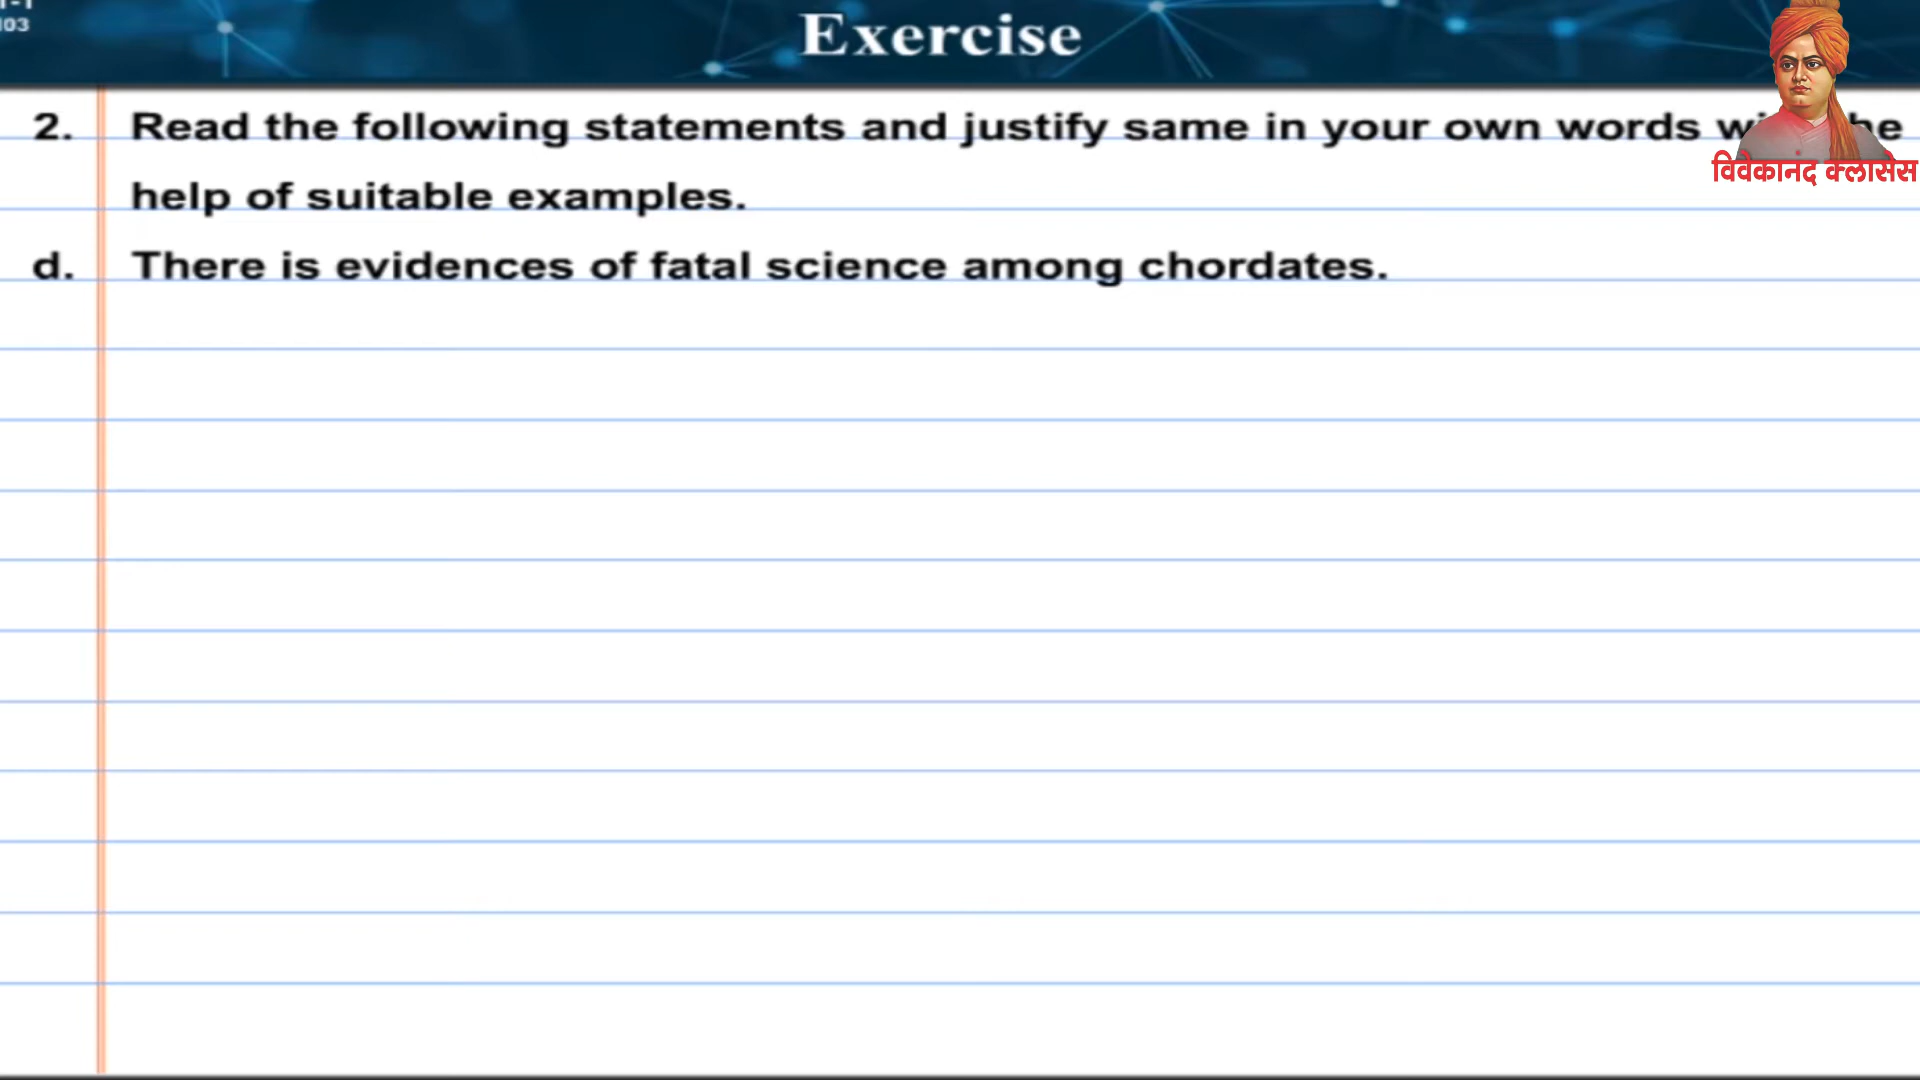 103
Exercise
2. Read the following statements and justify same in your own words
help of suitable examples.
विवेकानंद क्लासेस
d. There is evidences of fatal science among chordates.